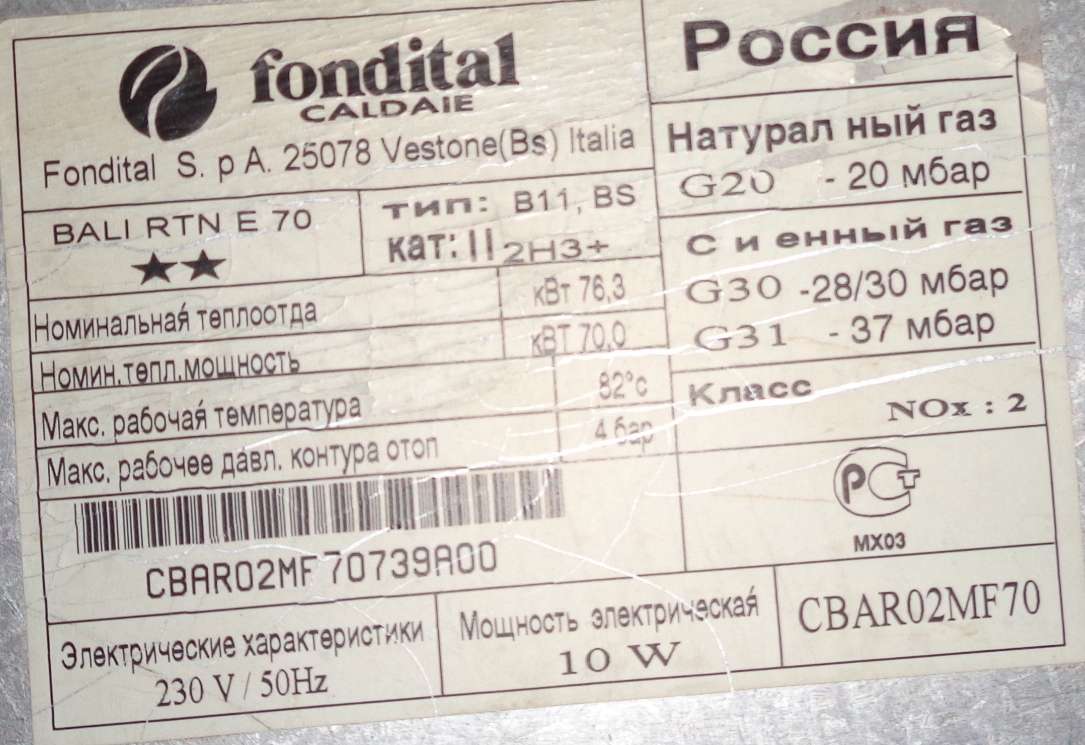 fondital
CALDAIE
Fondital S. p A. 25078 Vestone(Bs) Italia
BALI RTN E 70
тип: B11, BS
кат: II 2H3+
Номинальная теплоотда
кВт 76,3
Номин.тепл.мощность
кВТ 70,0
Макс. рабочая температура
82°с
Макс. рабочее давл. контура отоп
4 бар
CBAR02MF70739A00
Россия
Натурал ный газ
G20 - 20 мбар
С и енный газ
G30 -28/30 мбар
G31 - 37 мбар
Класс
NOx : 2
РСТ
МХ03
Электрические характеристики
230 V / 50Hz
Мощность электрическая
10 W
CBAR02MF70